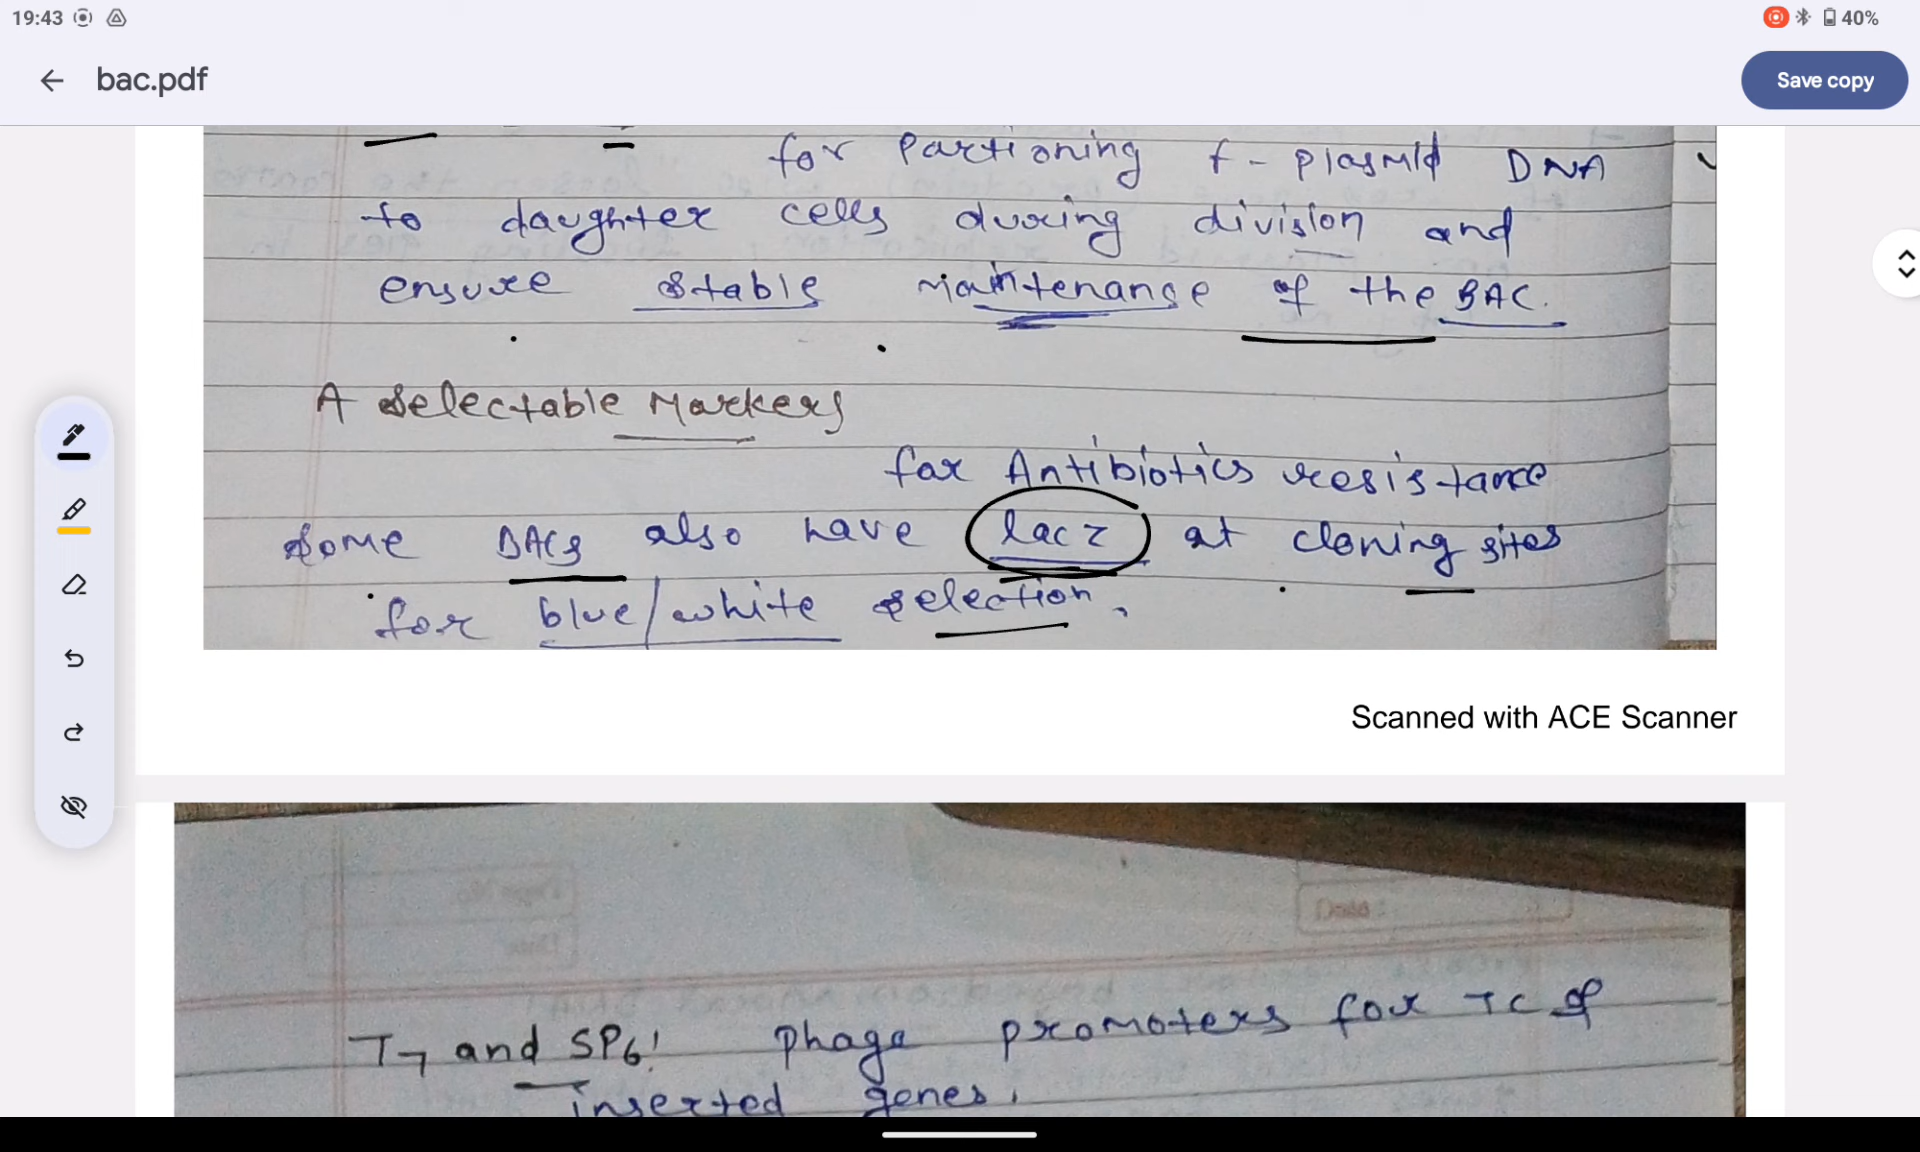 19:43
40%
bac.pdf
Save copy
for Partioning f - plasmid DNA
to daughter cells during division and
ensure stable Maintenance of the BAC.
A selectable Markers
for Antibiotics resistance
Some BACs also have lac z at cloning sites
for blue/white selection.
Scanned with ACE Scanner
Date :
T7 and SP6! Phage promoters for TC of
inserted genes.